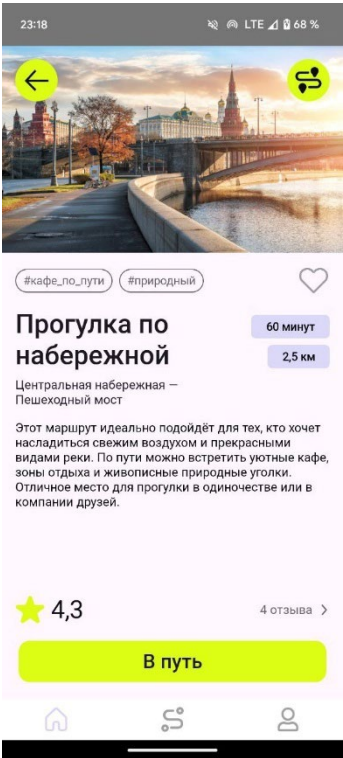 23:18
LTE 68 %
#кафе_по_пути
#природный
Прогулка по
набережной
60 минут
2,5 км
Центральная набережная —
Пешеходный мост
Этот маршрут идеально подойдёт для тех, кто хочет
насладиться свежим воздухом и прекрасными
видами реки. По пути можно встретить уютные кафе,
зоны отдыха и живописные природные уголки.
Отличное место для прогулки в одиночестве или в
компании друзей.
4,3
4 отзыва
В путь